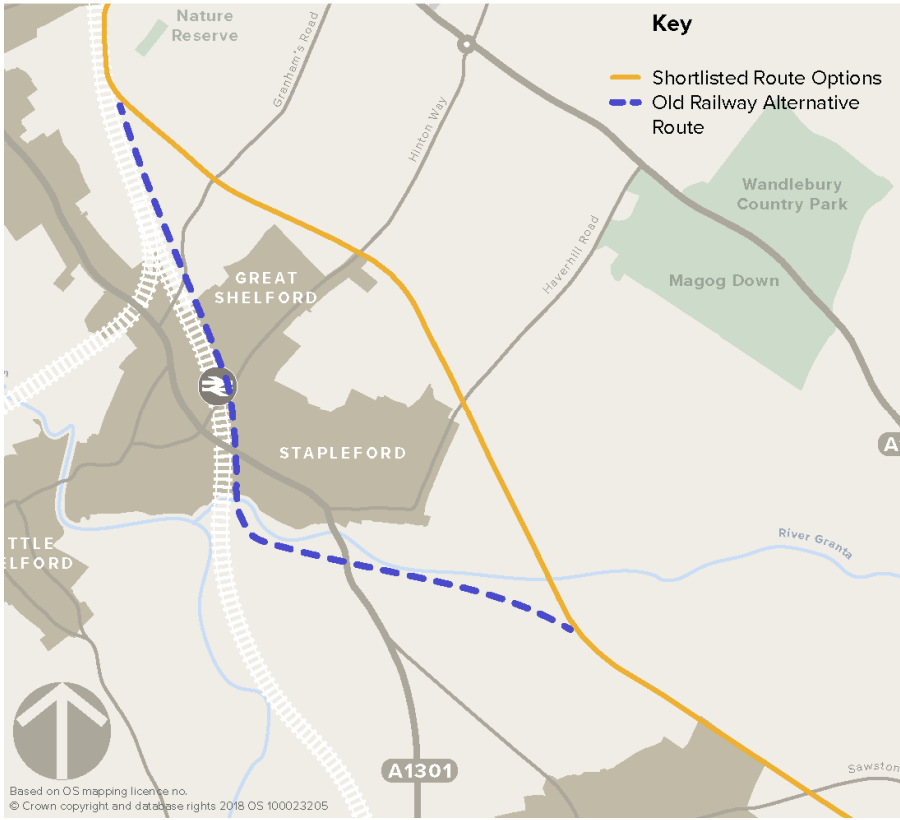 Nature
Reserve
Key
Shortlisted Route Options
Old Railway Alternative
Route
Granham's Road
Hinton Way
Haverhill Road
Wandlebury
Country Park
Magog Down
GREAT
SHELFORD
STAPLEFORD
A
River Granta
TTLE
ELFORD
A1301
Sawston
Based on OS mapping licence no.
© Crown copyright and database rights 2018 OS 100023205